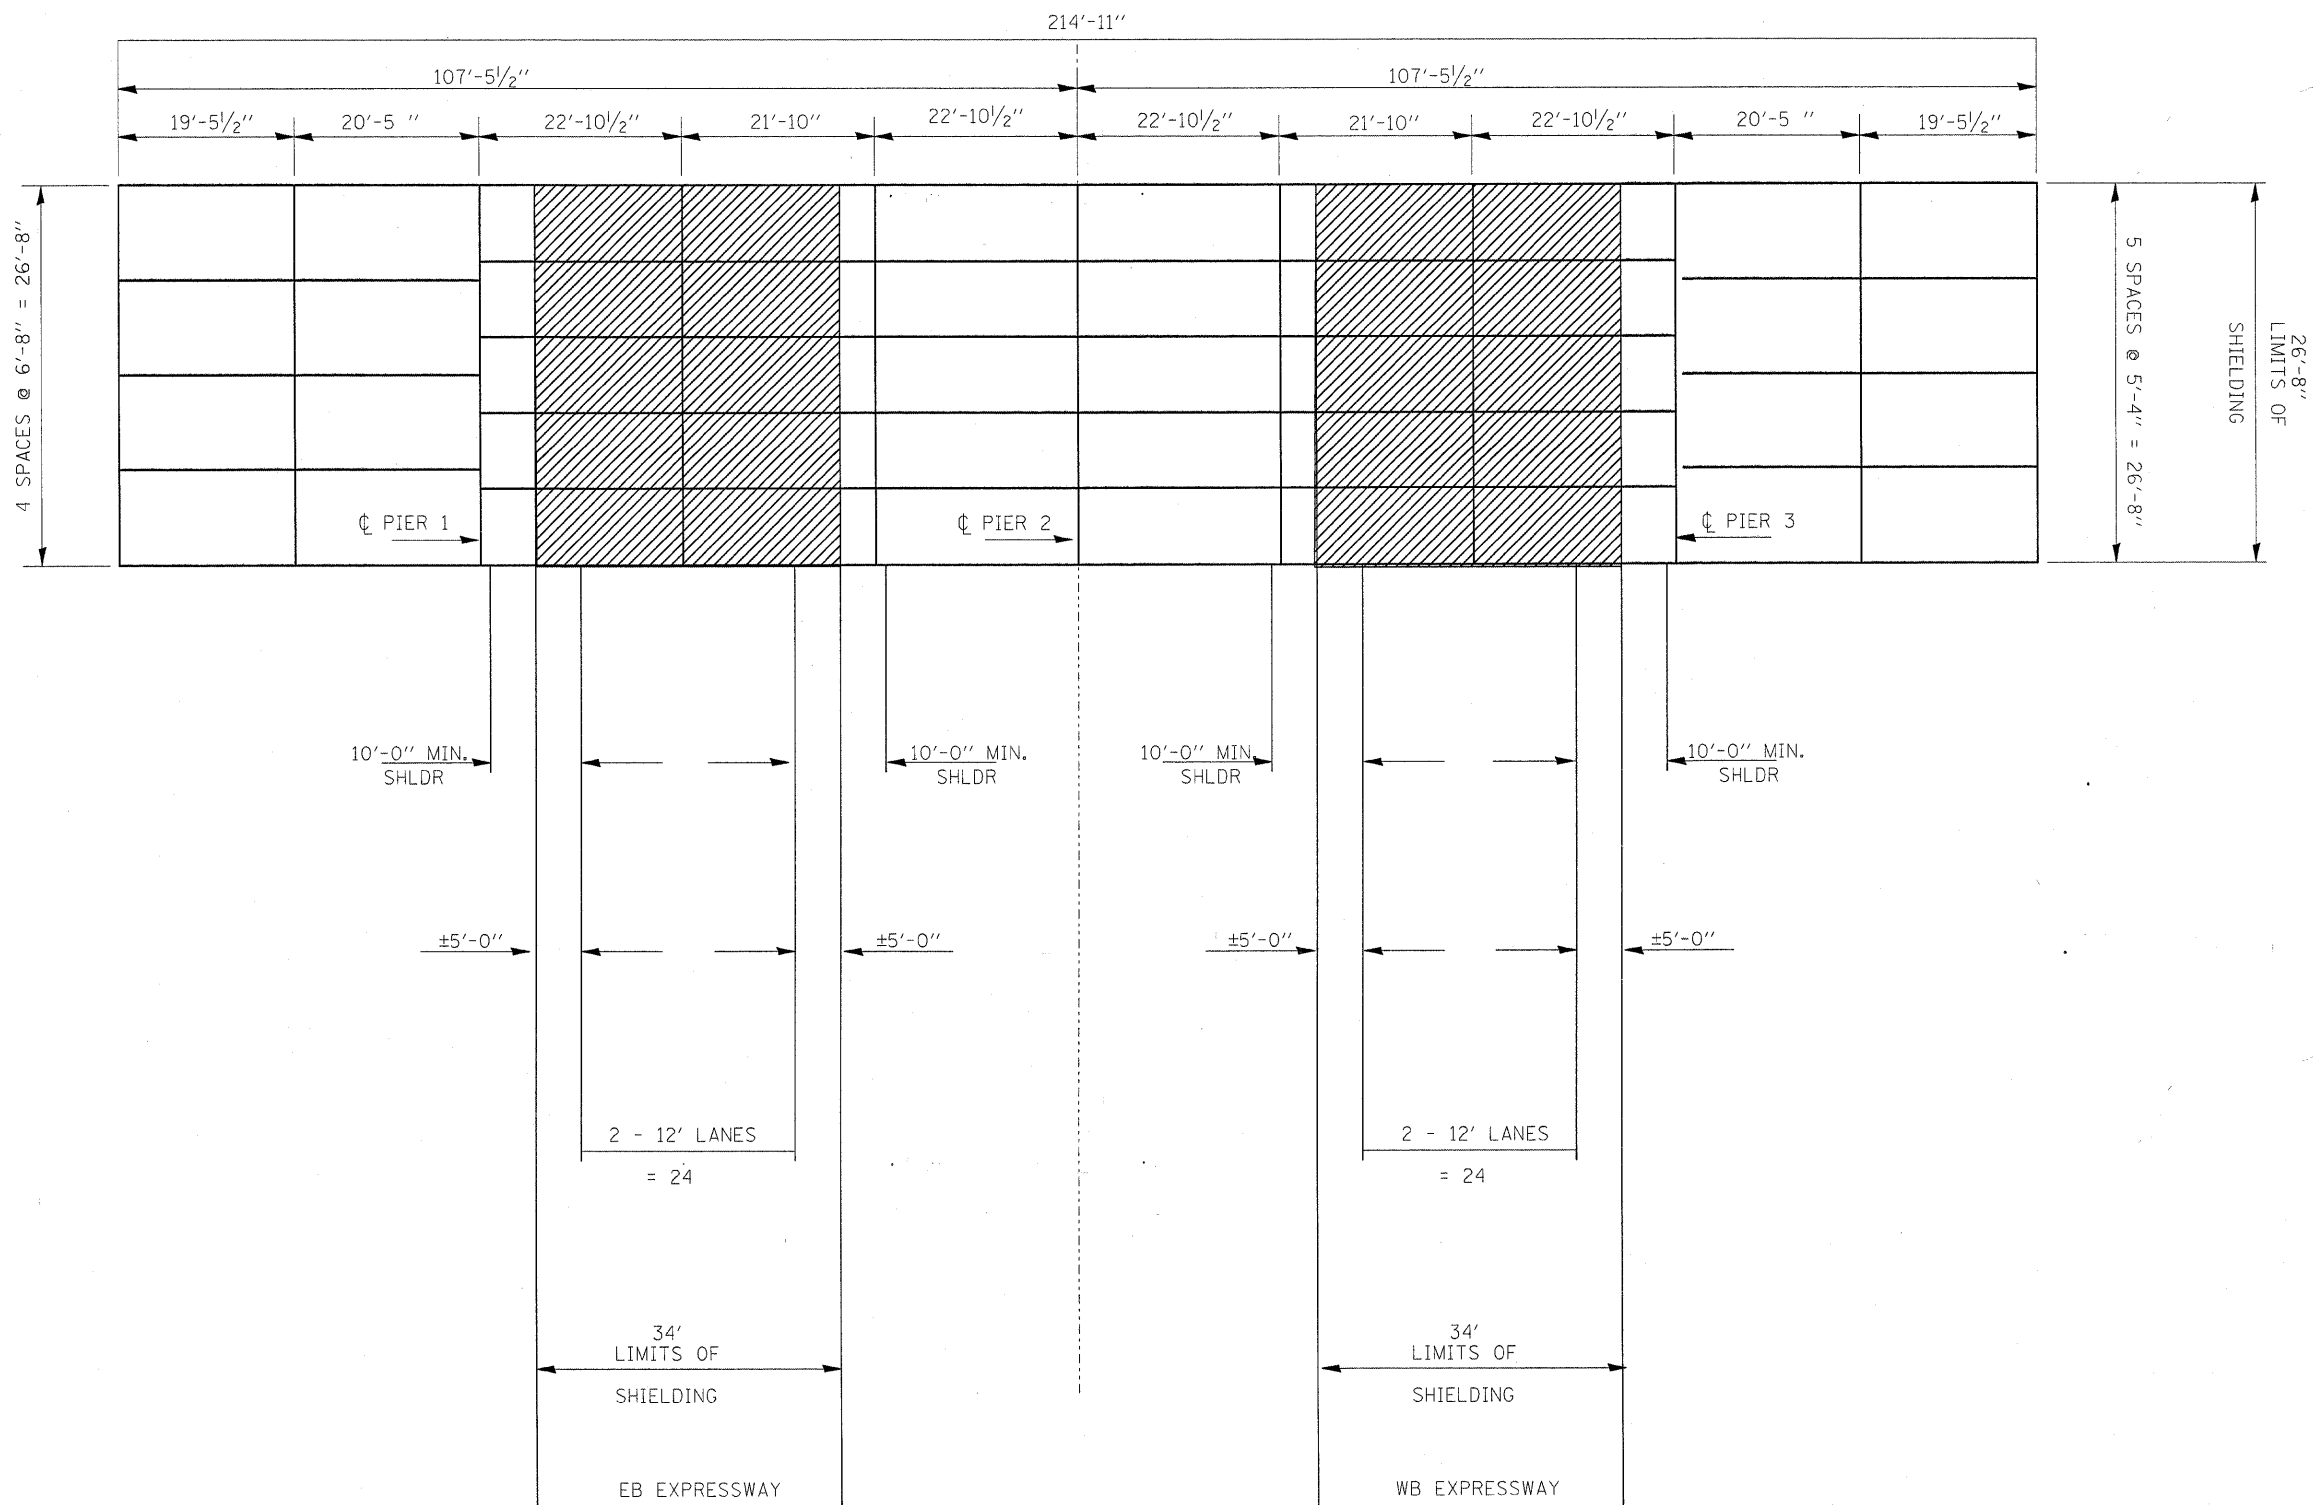 214'-11"
107'-5½"
107'-5½"
19'-5½"
20'-5 "
22'-10½"
21'-10"
22'-10½"
22'-10½"
21'-10"
22'-10½"
20'-5 "
19'-5½"
4 SPACES @ 6'-8" = 26'-8"
5 SPACES @ 5'-4' = 26'-8"
26'-8"
LIMITS OF
SHIELDING
℄ PIER 1
℄ PIER 2
℄ PIER 3
10'-0" MIN.
SHLDR
10'-0" MIN.
SHLDR
10'-0" MIN.
SHLDR
10'-0" MIN.
SHLDR
±5'-0"
±5'-0"
±5'-0"
±5'-0"
2 - 12' LANES
= 24
2 - 12' LANES
= 24
34'
LIMITS OF
SHIELDING
34'
LIMITS OF
SHIELDING
EB EXPRESSWAY
WB EXPRESSWAY